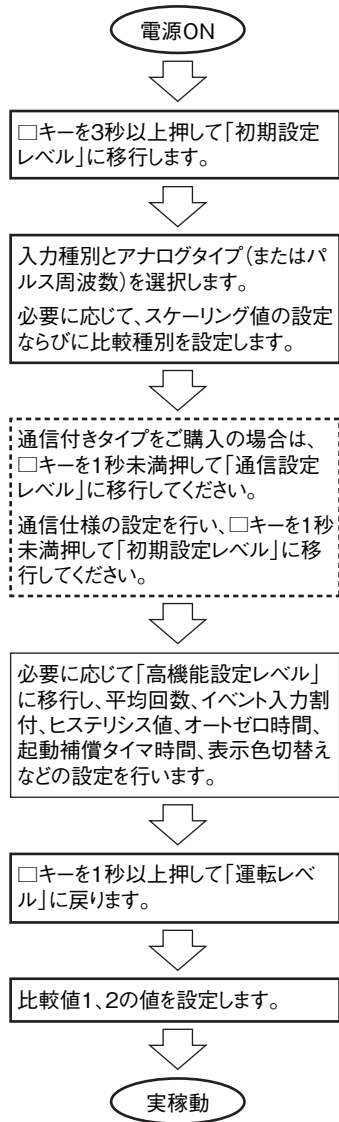 電源ON
□キーを3秒以上押して「初期設定
レベル」に移行します。
入力種別とアナログタイプ(またはパ
ルス周波数)を選択します。
必要に応じて、スケーリング値の設定
ならびに比較種別を設定します。
通信付きタイプをご購入の場合は、
□キーを1秒未満押して「通信設定
レベル」に移行してください。
通信仕様の設定を行い、□キーを1秒
未満押して「初期設定レベル」に移
行してください。
必要に応じて「高機能設定レベル」
に移行し、平均回数、イベント入力割
付、ヒステリシス値、オートゼロ時間、
起動補償タイマ時間、表示色切替え
などの設定を行います。
□キーを1秒以上押して「運転レベ
ル」に戻ります。
比較値1、2の値を設定します。
実稼動